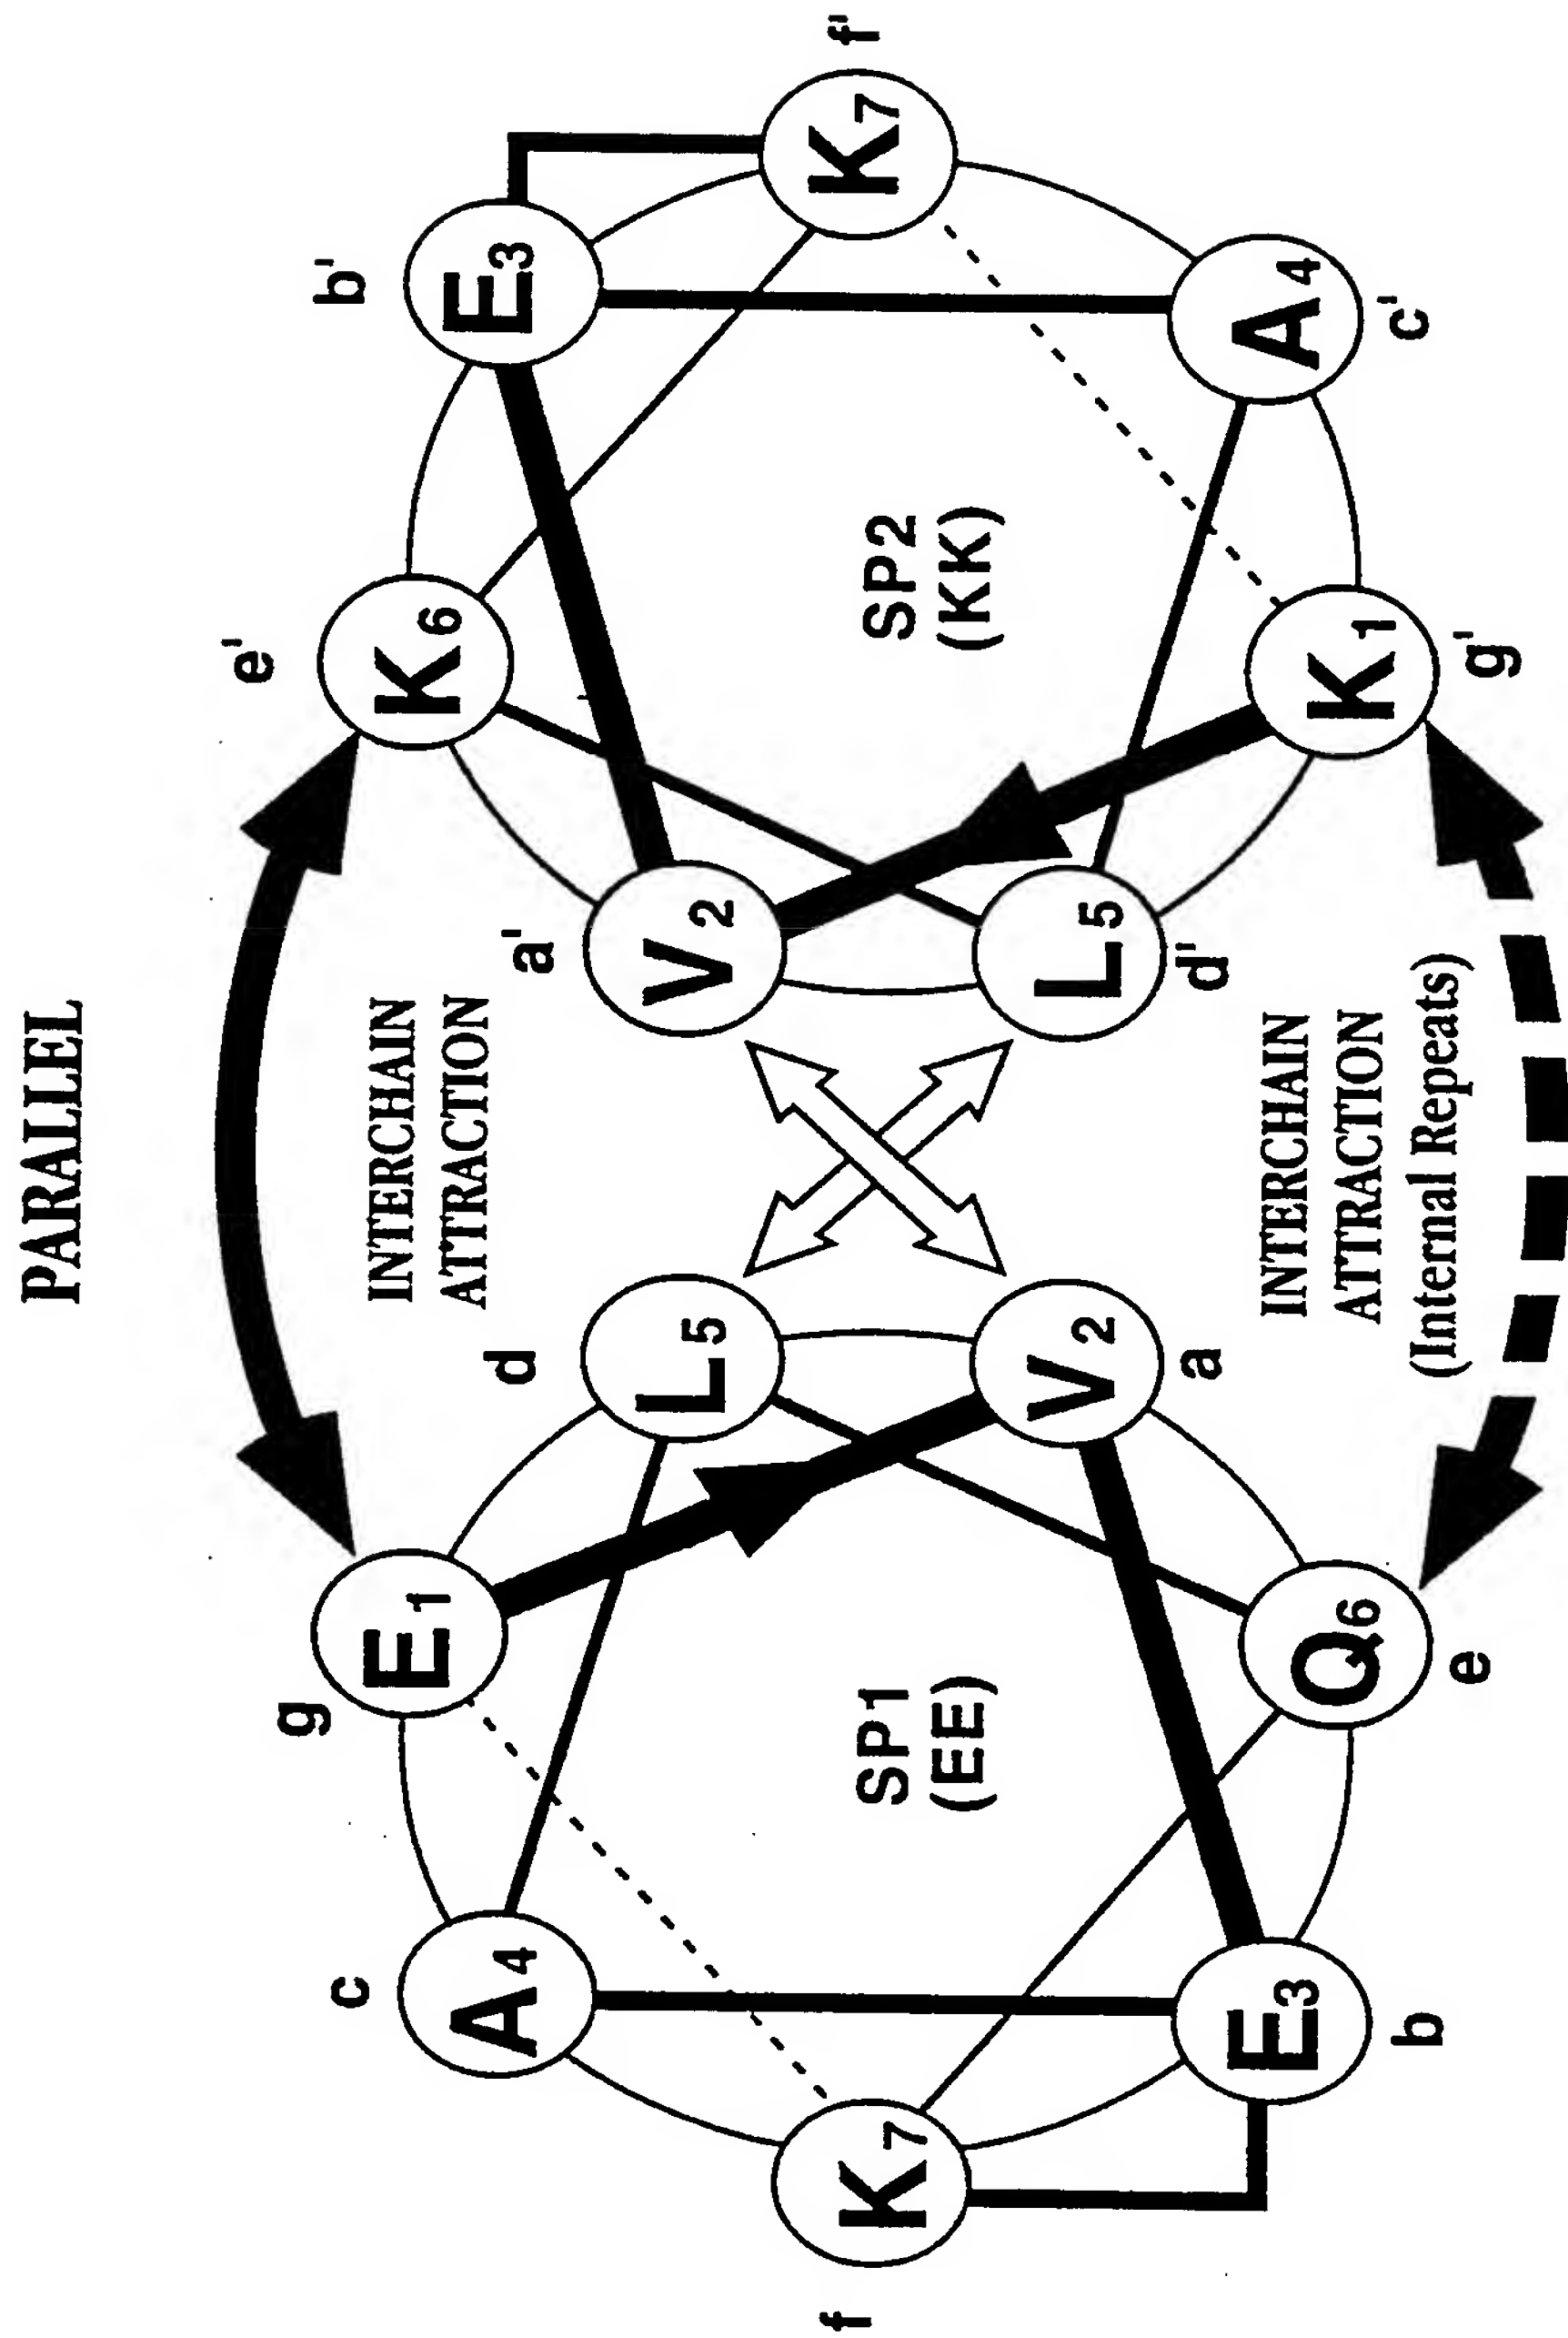 PARALLEL
INTERCHAIN
ATTRACTION
g
E1
d
L5
a'
V2
e'
K6
b'
E3
c
A4
f
K7
SP1
(EE)
SP2
(KK)
K7
f'
b
E3
e
Q6
a
V2
d'
L5
g'
K1
c'
A4
INTERCHAIN
ATTRACTION
(Internal Repeats)